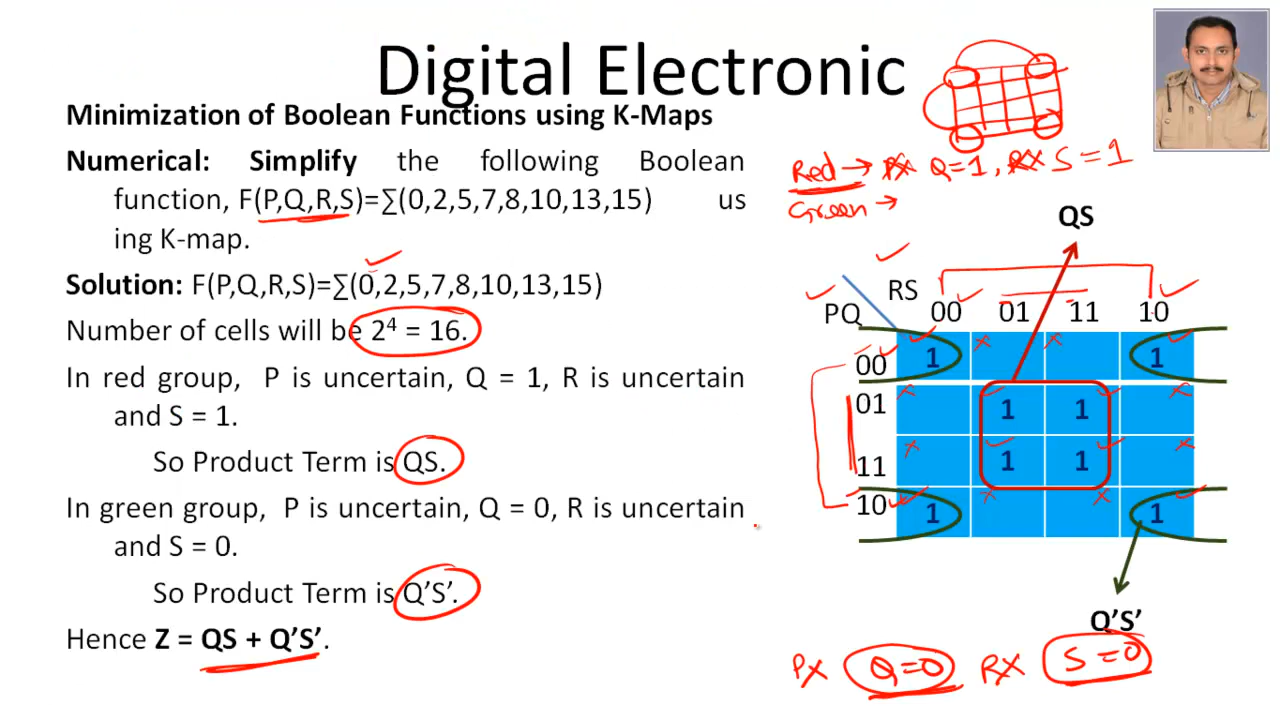 Digital Electronic
Minimization of Boolean Functions using K-Maps
Numerical: Simplify the following Boolean
function, F(P,Q,R,S)=∑(0,2,5,7,8,10,13,15) us
ing K-map.
Solution: F(P,Q,R,S)=∑(0,2,5,7,8,10,13,15)
Number of cells will be 2⁴ = 16.
In red group, P is uncertain, Q = 1, R is uncertain
and S = 1.
So Product Term is QS.
In green group, P is uncertain, Q = 0, R is uncertain
and S = 0.
So Product Term is Q’S’.
Hence Z = QS + Q’S’.
Red → PX Q=1, RX S=1
Green →
QS
RS
PQ 00 01 11 10
00 1 1
01 1 1
11 1 1
10 1 1
Q’S’
PX Q=0 RX S=0